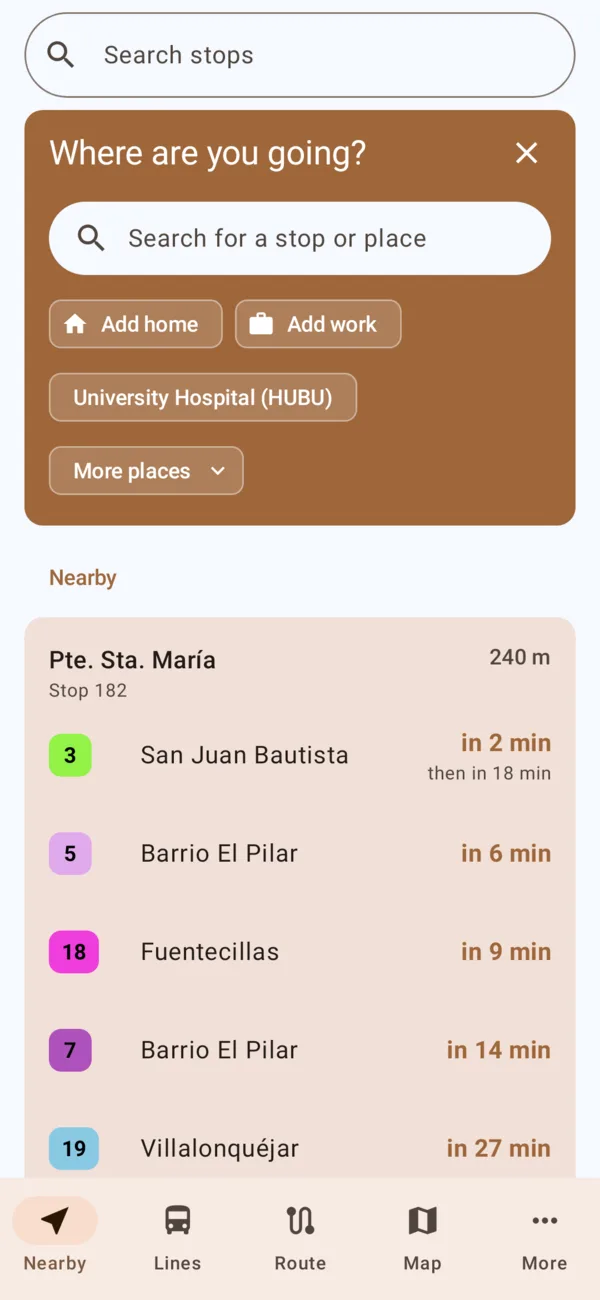 Search stops
Where are you going?
Search for a stop or place
Add home
Add work
University Hospital (HUBU)
More places
Nearby
Pte. Sta. María
240 m
Stop 182
3
San Juan Bautista
in 2 min
then in 18 min
5
Barrio El Pilar
in 6 min
18
Fuentecillas
in 9 min
7
Barrio El Pilar
in 14 min
19
Villalonquéjar
in 27 min
Nearby
Lines
Route
Map
More